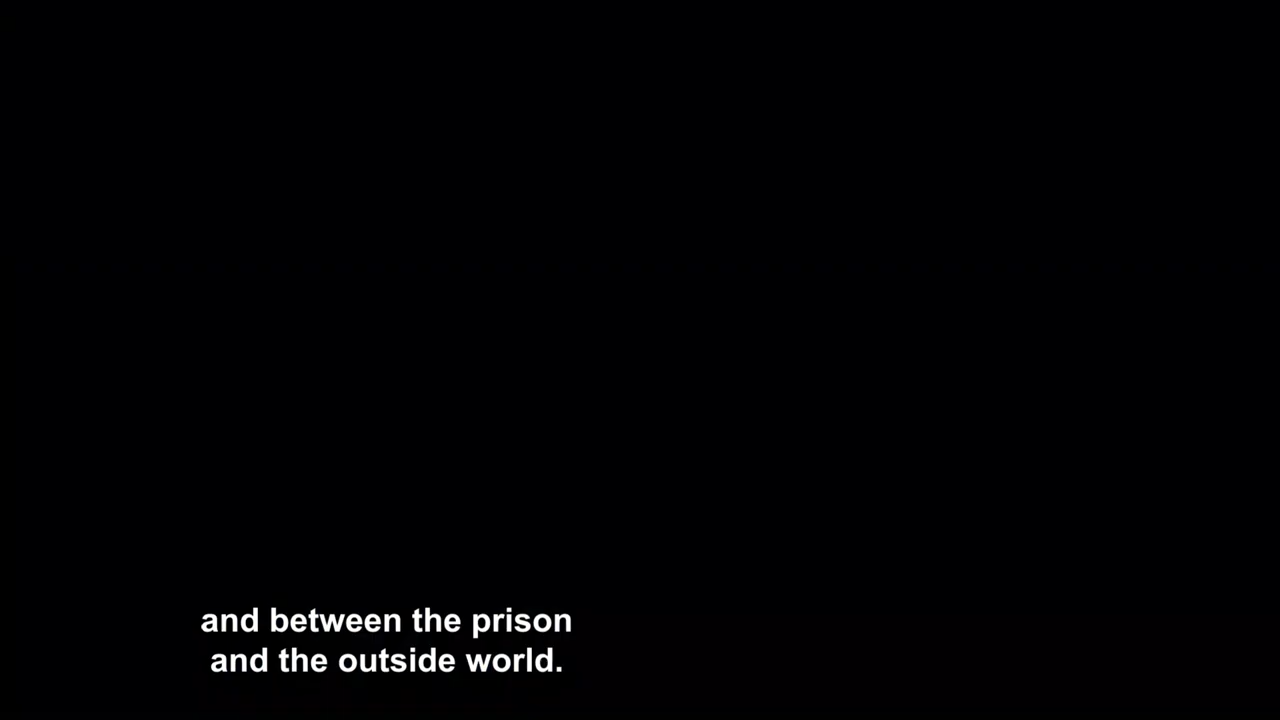 and between the prison
and the outside world.